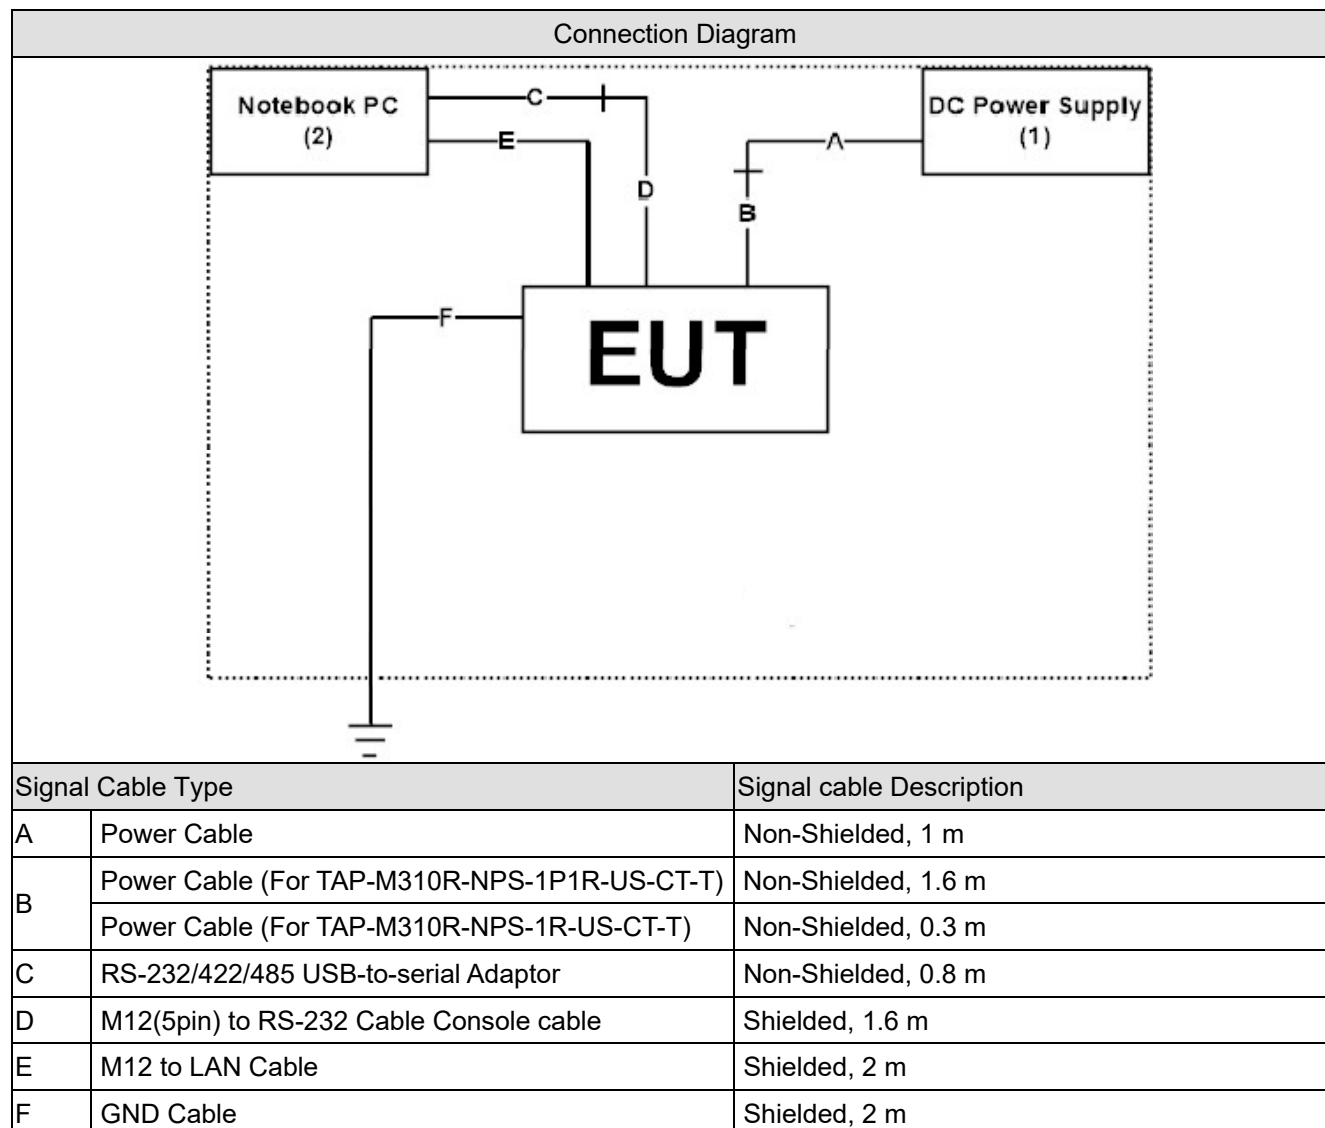 Connection Diagram
Notebook PC
(2)
C
E
D
A
B
DC Power Supply
(1)
F
EUT
Signal Cable Type Signal cable Description
A Power Cable Non-Shielded, 1 m
B Power Cable (For TAP-M310R-NPS-1P1R-US-CT-T) Non-Shielded, 1.6 m
Power Cable (For TAP-M310R-NPS-1R-US-CT-T) Non-Shielded, 0.3 m
C RS-232/422/485 USB-to-serial Adaptor Non-Shielded, 0.8 m
D M12(5pin) to RS-232 Cable Console cable Shielded, 1.6 m
E M12 to LAN Cable Shielded, 2 m
F GND Cable Shielded, 2 m